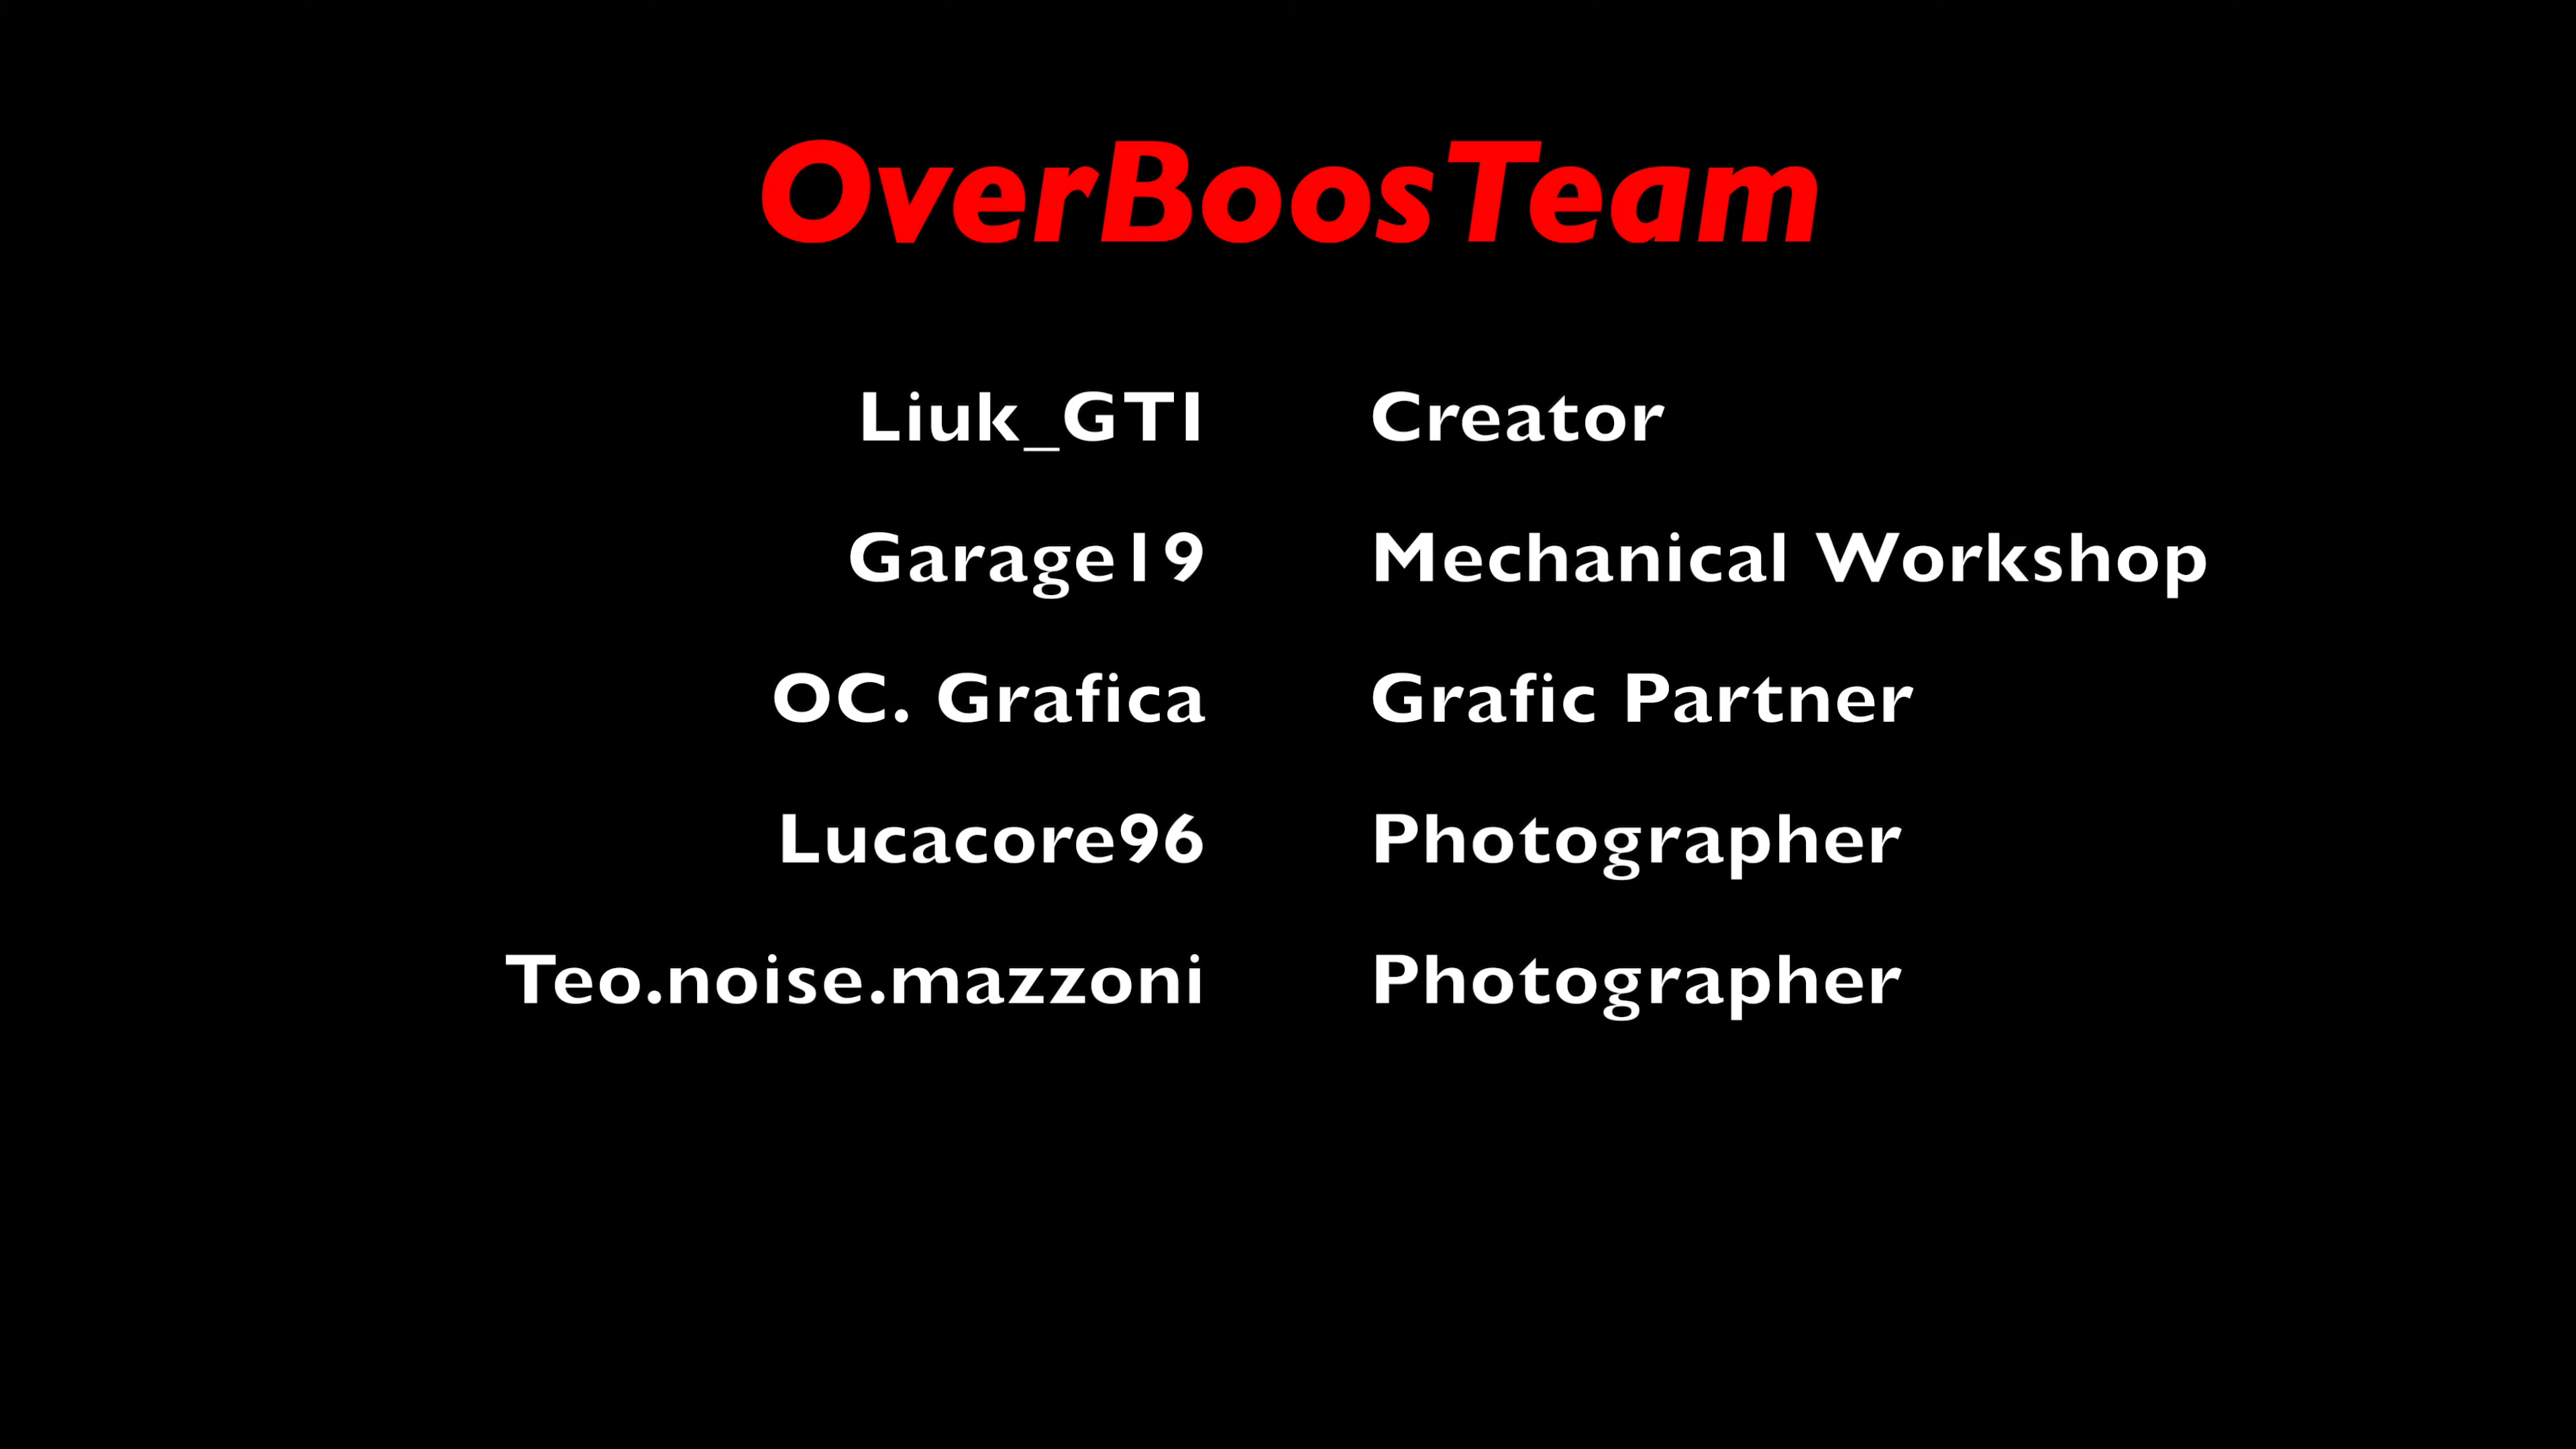 OverBoosTeam
Liuk_GTI Creator
Garage19 Mechanical Workshop
OC. Grafica Grafic Partner
Lucacore96 Photographer
Teo.noise.mazzoni Photographer